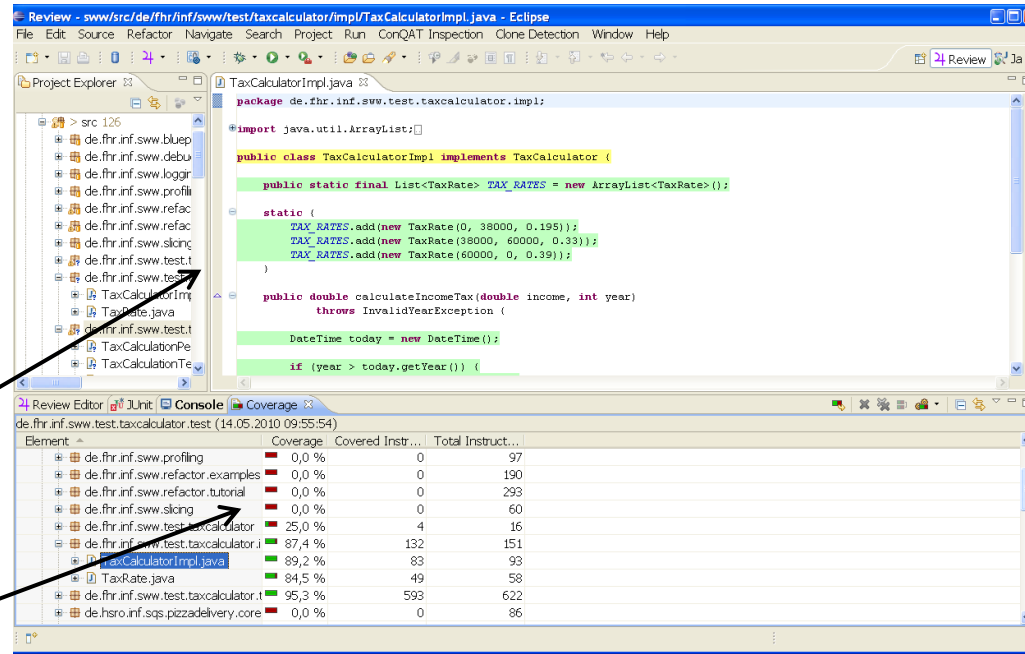 Review - sww/src/de/fhr/inf/sww/test/taxcalculator/impl/TaxCalculatorImpl.java - Eclipse
File Edit Source Refactor Navigate Search Project Run ConQAT Inspection Clone Detection Window Help
Review Ja
Project Explorer
> src 126
de.fhr.inf.sww.bluep
de.fhr.inf.sww.debu
de.fhr.inf.sww.loggin
de.fhr.inf.sww.profili
de.fhr.inf.sww.refac
de.fhr.inf.sww.refac
de.fhr.inf.sww.slicing
de.fhr.inf.sww.test.t
de.fhr.inf.sww.test.
TaxCalculatorImp
TaxRate.java
de.fhr.inf.sww.test.t
TaxCalculationPe
TaxCalculationTe
TaxCalculatorImpl.java
package de.fhr.inf.sww.test.taxcalculator.impl;
import java.util.ArrayList;
public class TaxCalculatorImpl implements TaxCalculator {
public static final List<TaxRate> TAX_RATES = new ArrayList<TaxRate>();
static {
TAX_RATES.add(new TaxRate(0, 38000, 0.195));
TAX_RATES.add(new TaxRate(38000, 60000, 0.33));
TAX_RATES.add(new TaxRate(60000, 0, 0.39));
}
public double calculateIncomeTax(double income, int year)
throws InvalidYearException {
DateTime today = new DateTime();
if (year > today.getYear()) {
Review Editor JUnit Console Coverage
de.fhr.inf.sww.test.taxcalculator.test (14.05.2010 09:55:54)
Element Coverage Covered Instr... Total Instruct...
de.fhr.inf.sww.profiling 0,0 % 0 97
de.fhr.inf.sww.refactor.examples 0,0 % 0 190
de.fhr.inf.sww.refactor.tutorial 0,0 % 0 293
de.fhr.inf.sww.slicing 0,0 % 0 60
de.fhr.inf.sww.test.taxcalculator 25,0 % 4 16
de.fhr.inf.sww.test.taxcalculator.i 87,4 % 132 151
TaxCalculatorImpl.java 89,2 % 83 93
TaxRate.java 84,5 % 49 58
de.fhr.inf.sww.test.taxcalculator.t 95,3 % 593 622
de.hsro.inf.sqs.pizzadelivery.core 0,0 % 0 86